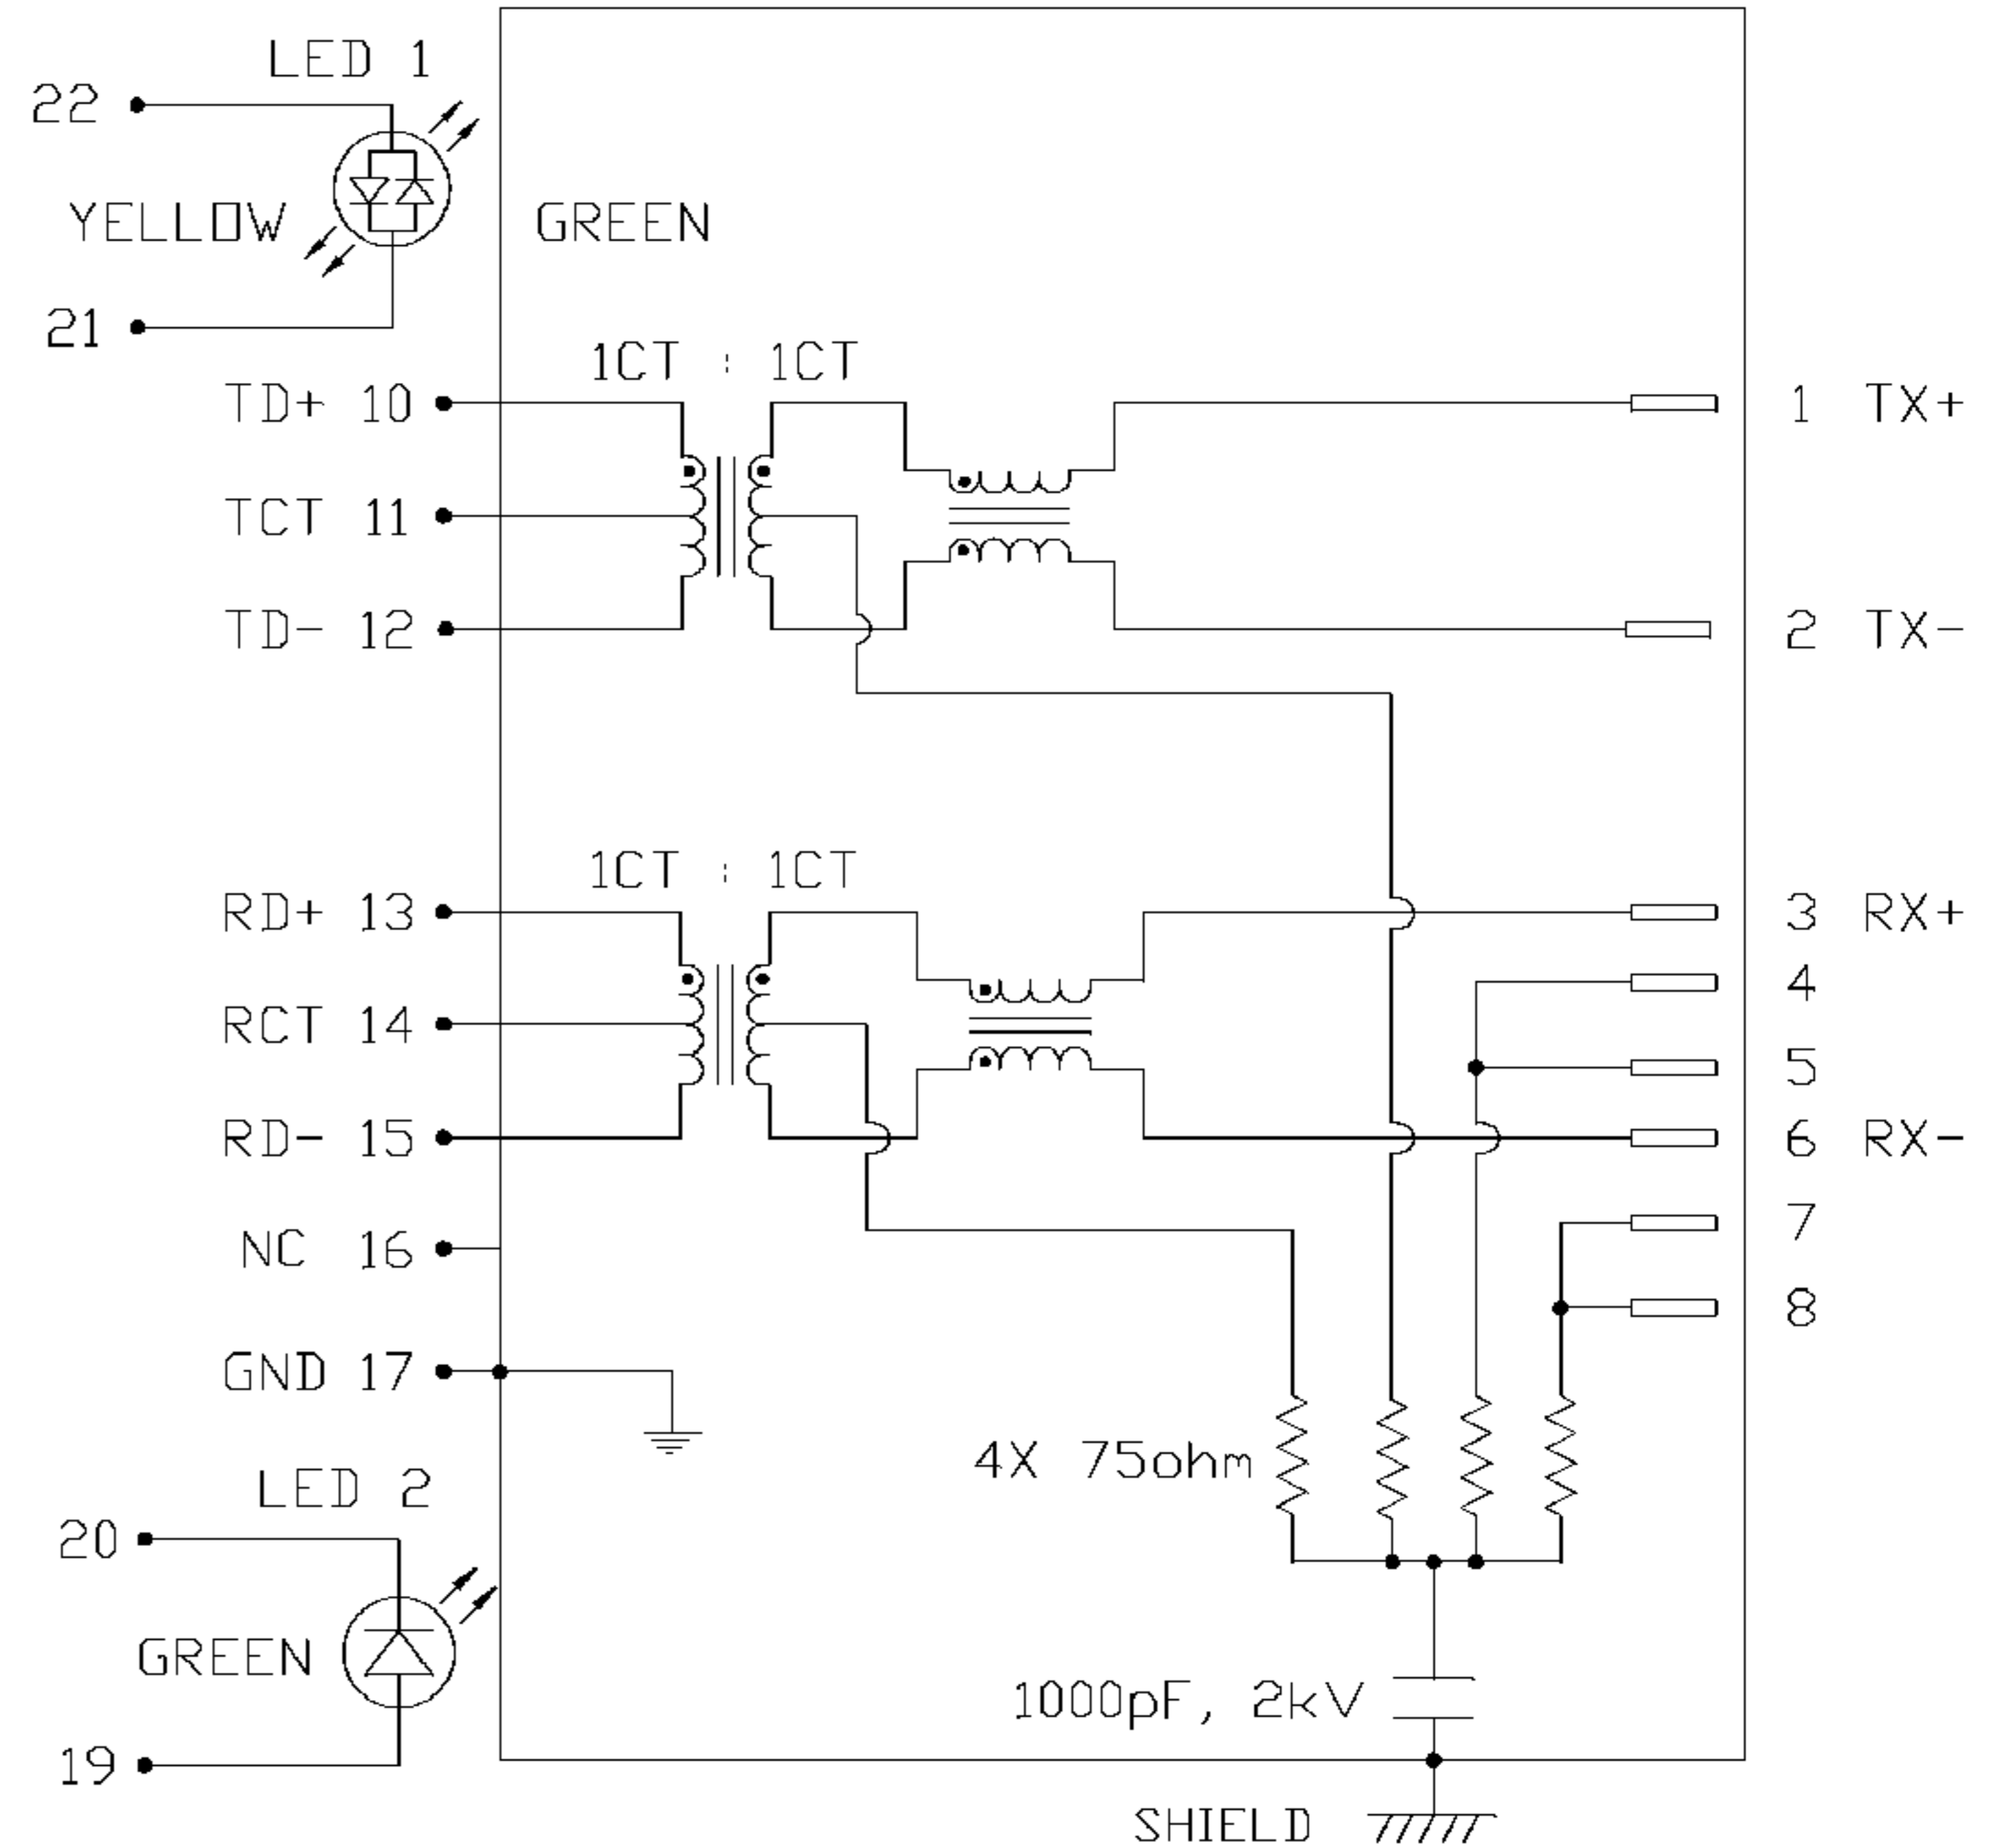 LED 1
22
YELLOW
GREEN
21
1CT : 1CT
TD+ 10
1 TX+
TCT 11
TD- 12
2 TX-
1CT : 1CT
RD+ 13
3 RX+
4
RCT 14
5
RD- 15
6 RX-
7
NC 16
8
GND 17
4X 75ohm
LED 2
20
GREEN
1000pF, 2kV
19
SHIELD